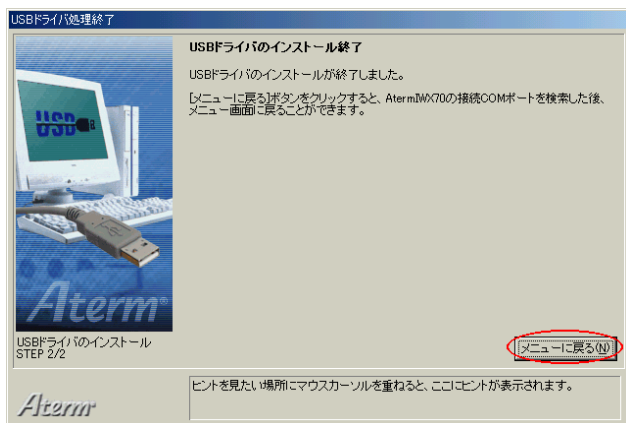 USBドライバ処理終了
USBドライバのインストール終了
USBドライバのインストールが終了しました。
[メニューに戻る]ボタンをクリックすると、AtermIWX70の接続COMポートを検索した後、
メニュー画面に戻ることができます。
USB
Aterm®
USBドライバのインストール
STEP 2/2
メニューに戻る(N)
ヒントを見たい場所にマウスカーソルを重ねると、ここにヒントが表示されます。
Aterm